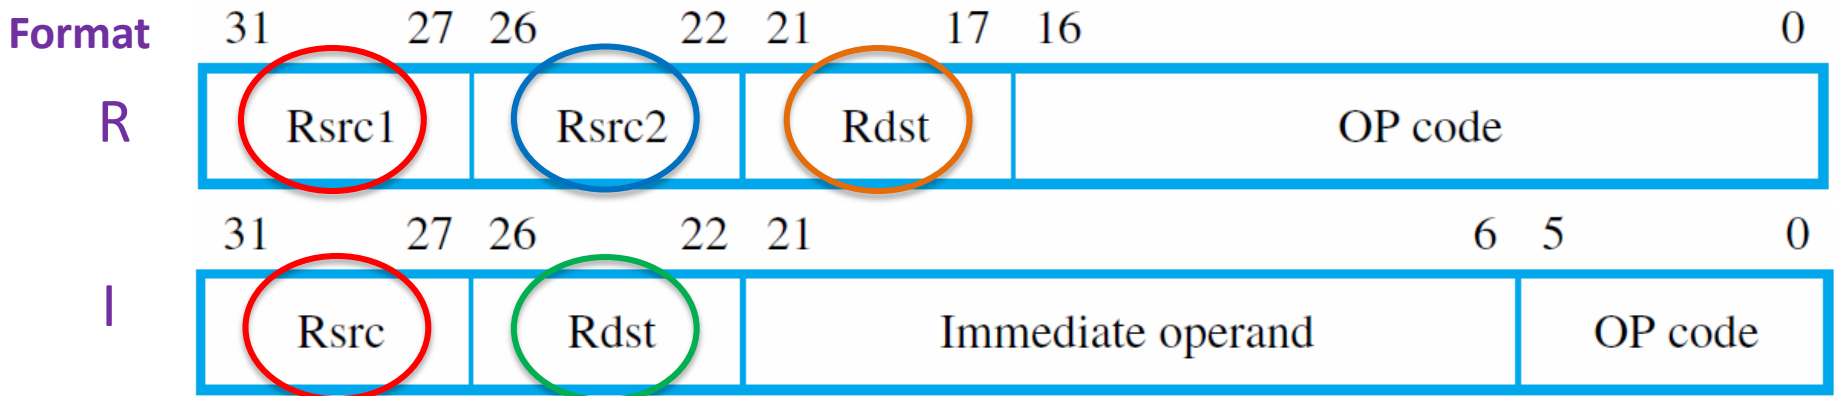 Format 31 27 26 22 21 17 16 0
R Rsrc1 Rsrc2 Rdst OP code
31 27 26 22 21 6 5 0
I Rsrc Rdst Immediate operand OP code